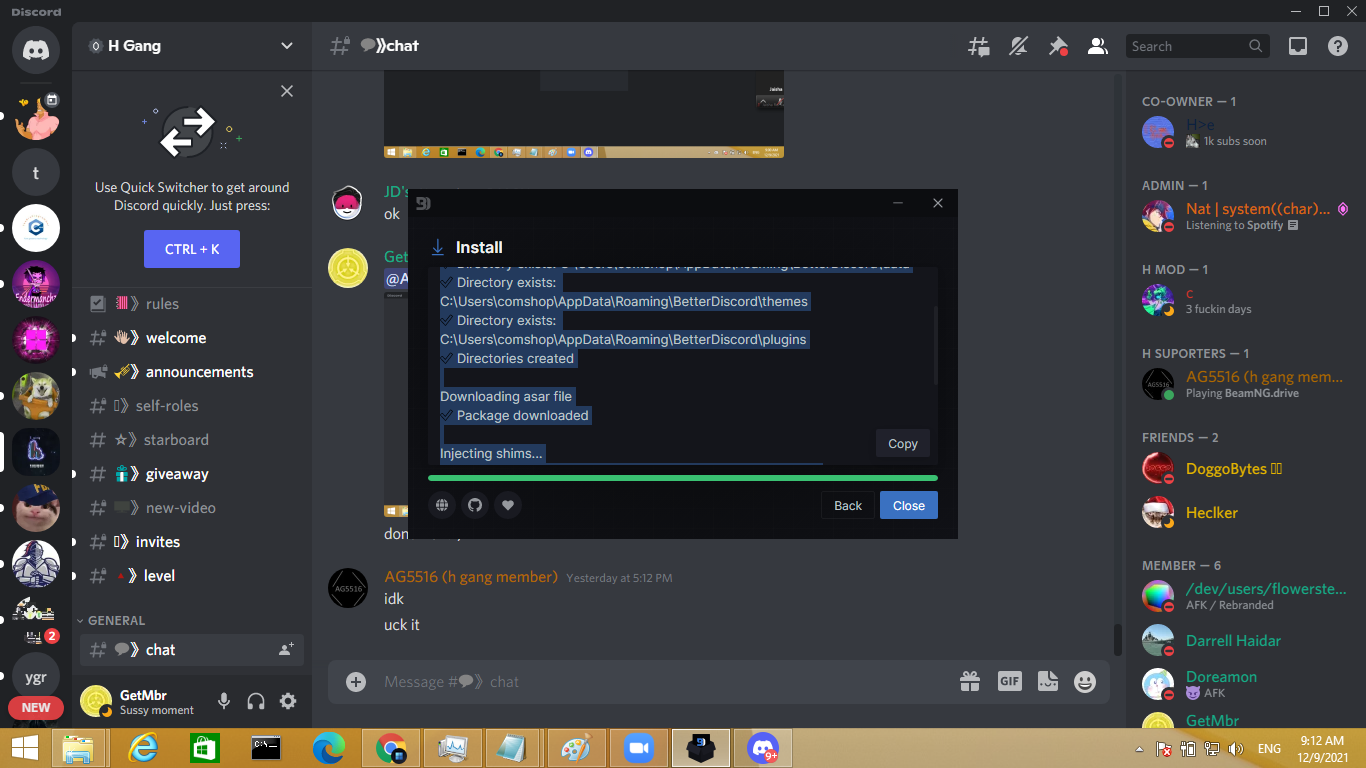 Discord
H Gang
Use Quick Switcher to get around
Discord quickly. Just press:
CTRL + K
rules
welcome
announcements
self-roles
starboard
giveaway
new-video
invites
level
GENERAL
chat
t
2
ygr
NEW
GetMbr
Sussy moment
chat
Search
JD's
ok
Get
@A
AG5516
AG5516 (h gang member) Yesterday at 5:12 PM
idk
uck it
Message # chat
GIF
Install
Directory exists:
C:\Users\comshop\AppData\Roaming\BetterDiscord\themes
Directory exists:
C:\Users\comshop\AppData\Roaming\BetterDiscord\plugins
Directories created
Downloading asar file
Package downloaded
Injecting shims...
Copy
Back
Close
CO-OWNER — 1
H>e
1k subs soon
ADMIN — 1
Nat | system((char)...
Listening to Spotify
H MOD — 1
c
3 fuckin days
H SUPORTERS — 1
AG5516
AG5516 (h gang mem...
Playing BeamNG.drive
FRIENDS — 2
DoggoBytes
Heclker
MEMBER — 6
/dev/users/flowerste...
AFK / Rebranded
Darrell Haidar
Doreamon
😈 AFK
GetMbr
9+
ENG
9:12 AM
12/9/2021